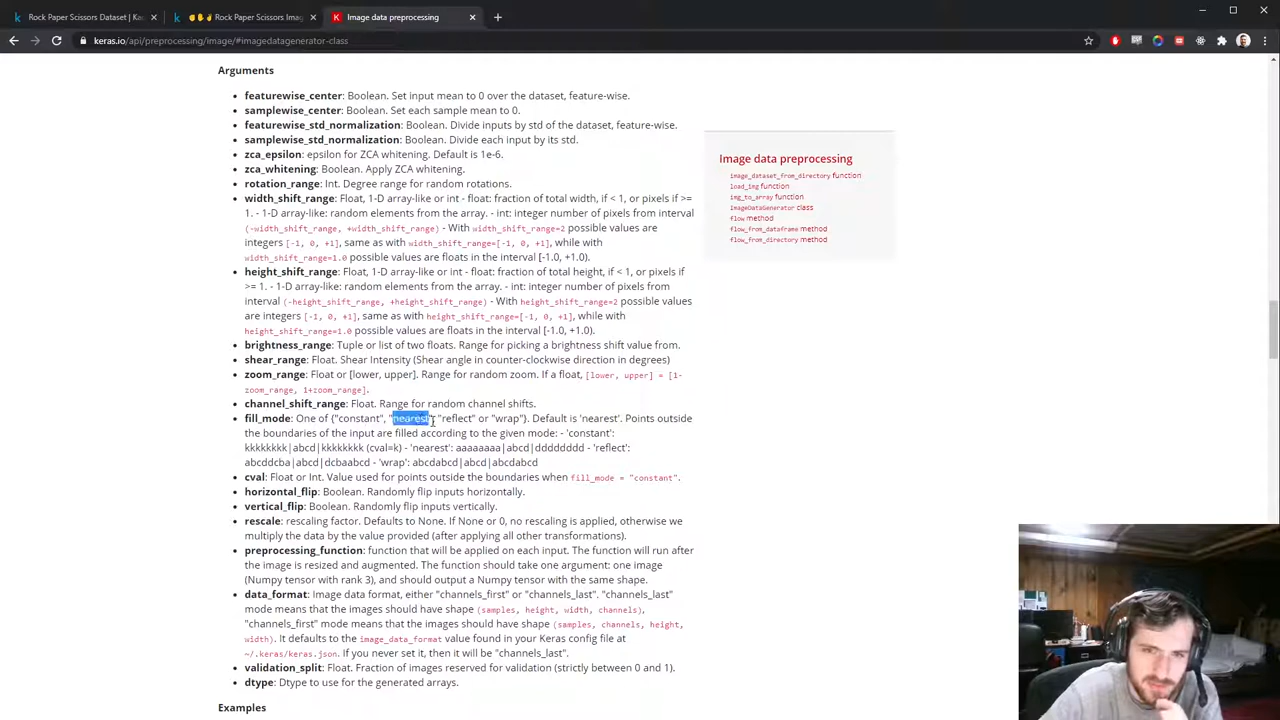 Rock Paper Scissors Dataset | Ka
Rock Paper Scissors Imag
Image data preprocessing
keras.io/api/preprocessing/image/#imagedatagenerator-class
Arguments
featurewise_center: Boolean. Set input mean to 0 over the dataset, feature-wise.
samplewise_center: Boolean. Set each sample mean to 0.
featurewise_std_normalization: Boolean. Divide inputs by std of the dataset, feature-wise.
samplewise_std_normalization: Boolean. Divide each input by its std.
zca_epsilon: epsilon for ZCA whitening. Default is 1e-6.
zca_whitening: Boolean. Apply ZCA whitening.
rotation_range: Int. Degree range for random rotations.
width_shift_range: Float, 1-D array-like or int - float: fraction of total width, if < 1, or pixels if >=
1. - 1-D array-like: random elements from the array. - int: integer number of pixels from interval
(-width_shift_range, +width_shift_range) - With width_shift_range=2 possible values are
integers [-1, 0, +1], same as with width_shift_range=[-1, 0, +1], while with
width_shift_range=1.0 possible values are floats in the interval [-1.0, +1.0).
height_shift_range: Float, 1-D array-like or int - float: fraction of total height, if < 1, or pixels if
>= 1. - 1-D array-like: random elements from the array. - int: integer number of pixels from
interval (-height_shift_range, +height_shift_range) - With height_shift_range=2 possible values
are integers [-1, 0, +1], same as with height_shift_range=[-1, 0, +1], while with
height_shift_range=1.0 possible values are floats in the interval [-1.0, +1.0).
brightness_range: Tuple or list of two floats. Range for picking a brightness shift value from.
shear_range: Float. Shear Intensity (Shear angle in counter-clockwise direction in degrees)
zoom_range: Float or [lower, upper]. Range for random zoom. If a float, [lower, upper] = [1-
zoom_range, 1+zoom_range].
channel_shift_range: Float. Range for random channel shifts.
fill_mode: One of {"constant", "nearest", "reflect" or "wrap"}. Default is 'nearest'. Points outside
the boundaries of the input are filled according to the given mode: - 'constant':
kkkkkkkk|abcd|kkkkkkkk (cval=k) - 'nearest': aaaaaaaa|abcd|dddddddd - 'reflect':
abcddcba|abcd|dcbaabcd - 'wrap': abcdabcd|abcd|abcdabcd
cval: Float or Int. Value used for points outside the boundaries when fill_mode = "constant".
horizontal_flip: Boolean. Randomly flip inputs horizontally.
vertical_flip: Boolean. Randomly flip inputs vertically.
rescale: rescaling factor. Defaults to None. If None or 0, no rescaling is applied, otherwise we
multiply the data by the value provided (after applying all other transformations).
preprocessing_function: function that will be applied on each input. The function will run after
the image is resized and augmented. The function should take one argument: one image
(Numpy tensor with rank 3), and should output a Numpy tensor with the same shape.
data_format: Image data format, either "channels_first" or "channels_last". "channels_last"
mode means that the images should have shape (samples, height, width, channels),
"channels_first" mode means that the images should have shape (samples, channels, height,
width). It defaults to the image_data_format value found in your Keras config file at
~/.keras/keras.json. If you never set it, then it will be "channels_last".
validation_split: Float. Fraction of images reserved for validation (strictly between 0 and 1).
dtype: Dtype to use for the generated arrays.
Examples
Image data preprocessing
image_dataset_from_directory function
load_img function
img_to_array function
ImageDataGenerator class
flow method
flow_from_dataframe method
flow_from_directory method